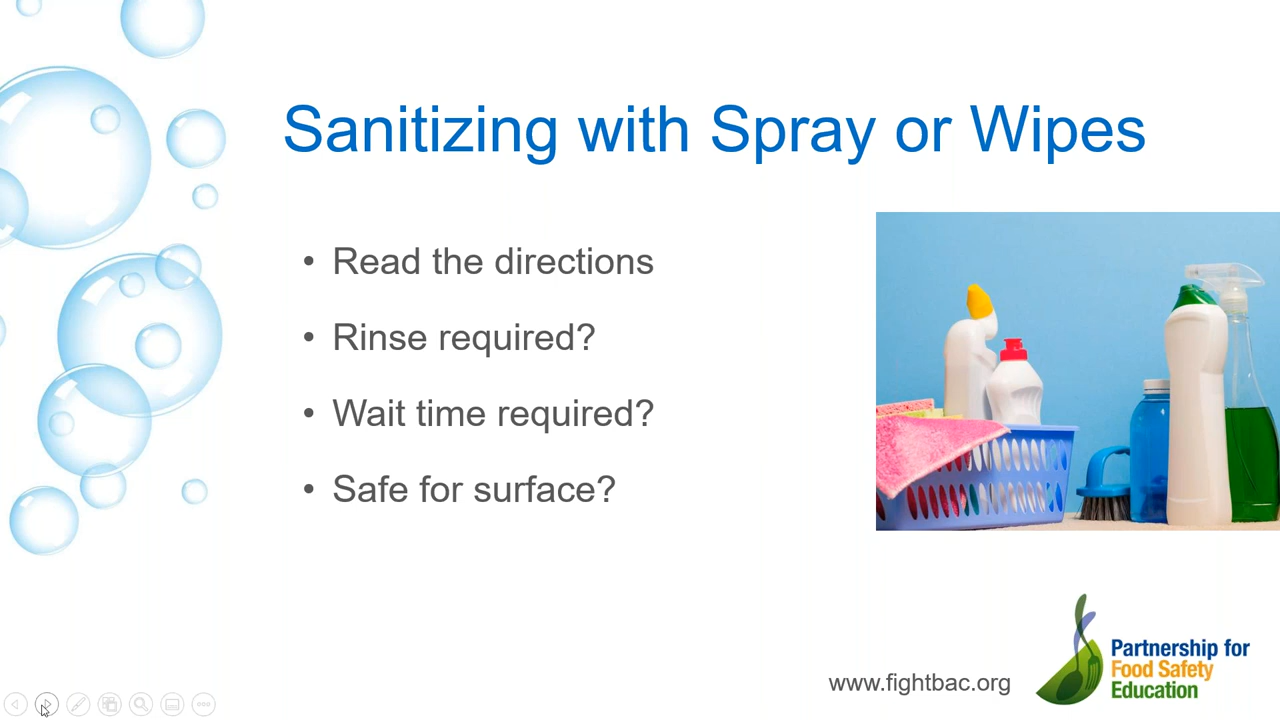 Sanitizing with Spray or Wipes
• Read the directions
• Rinse required?
• Wait time required?
• Safe for surface?
www.fightbac.org
Partnership for
Food Safety
Education